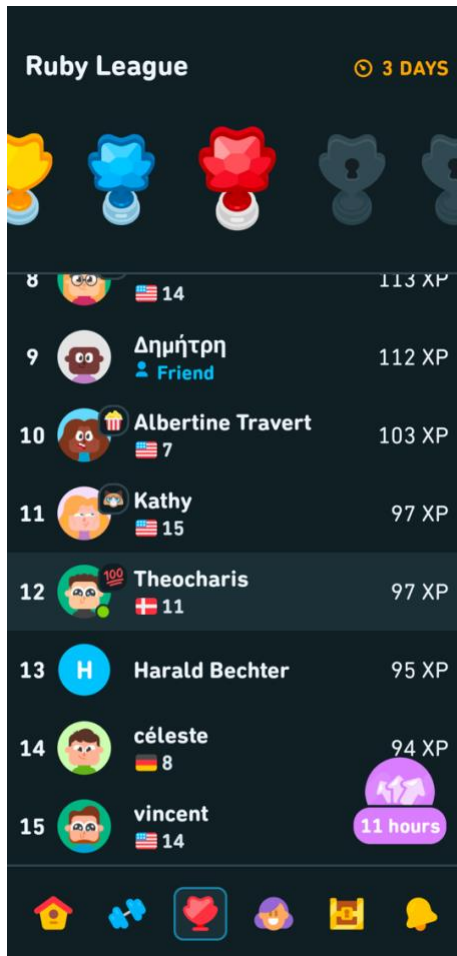 Ruby League
3 DAYS
8
14
113 XP
9
Δημήτρη
Friend
112 XP
10
Albertine Travert
7
103 XP
11
Kathy
15
97 XP
12
100
Theocharis
11
97 XP
13
H
Harald Bechter
95 XP
14
céleste
8
94 XP
15
vincent
14
11 hours